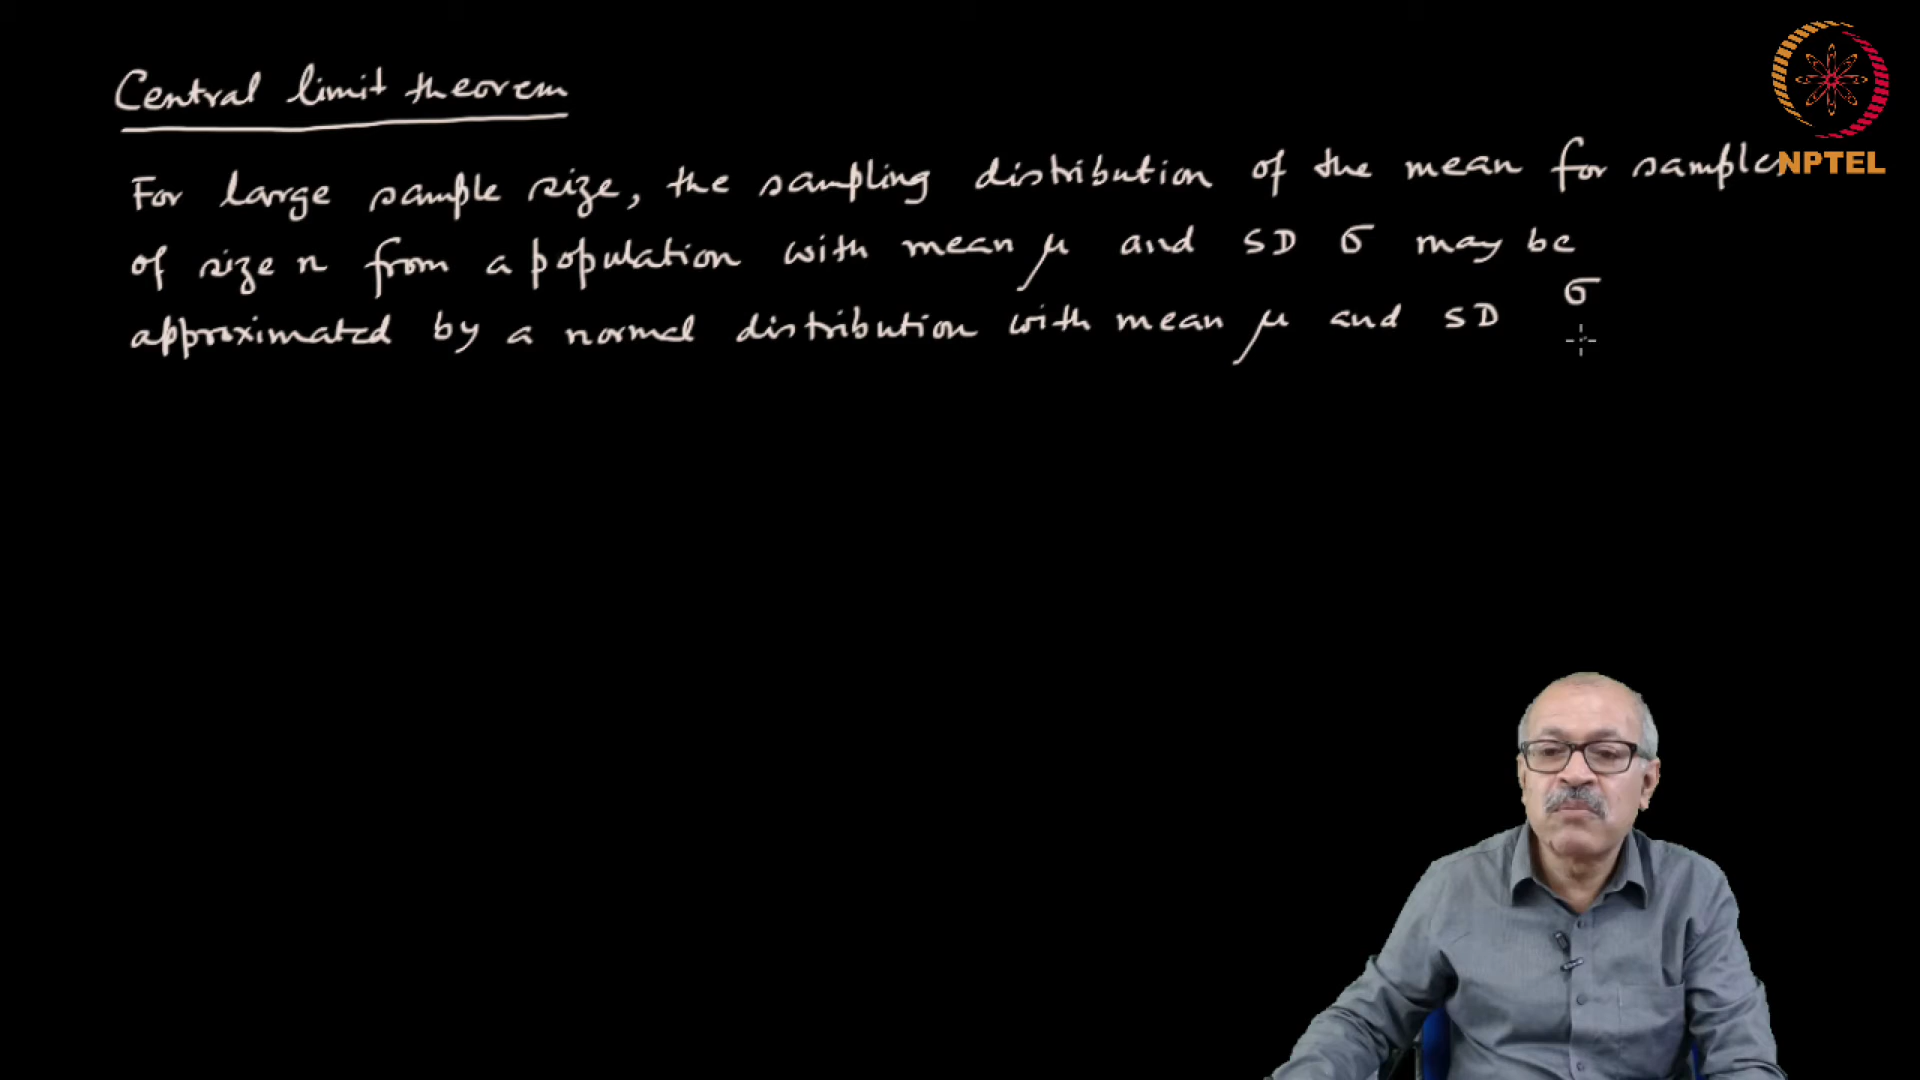 Central limit theorem
For large sample size, the sampling distribution of the mean for samples
NPTEL
of size n from a population with mean μ and SD σ may be
approximated by a normal distribution with mean μ and SD σ